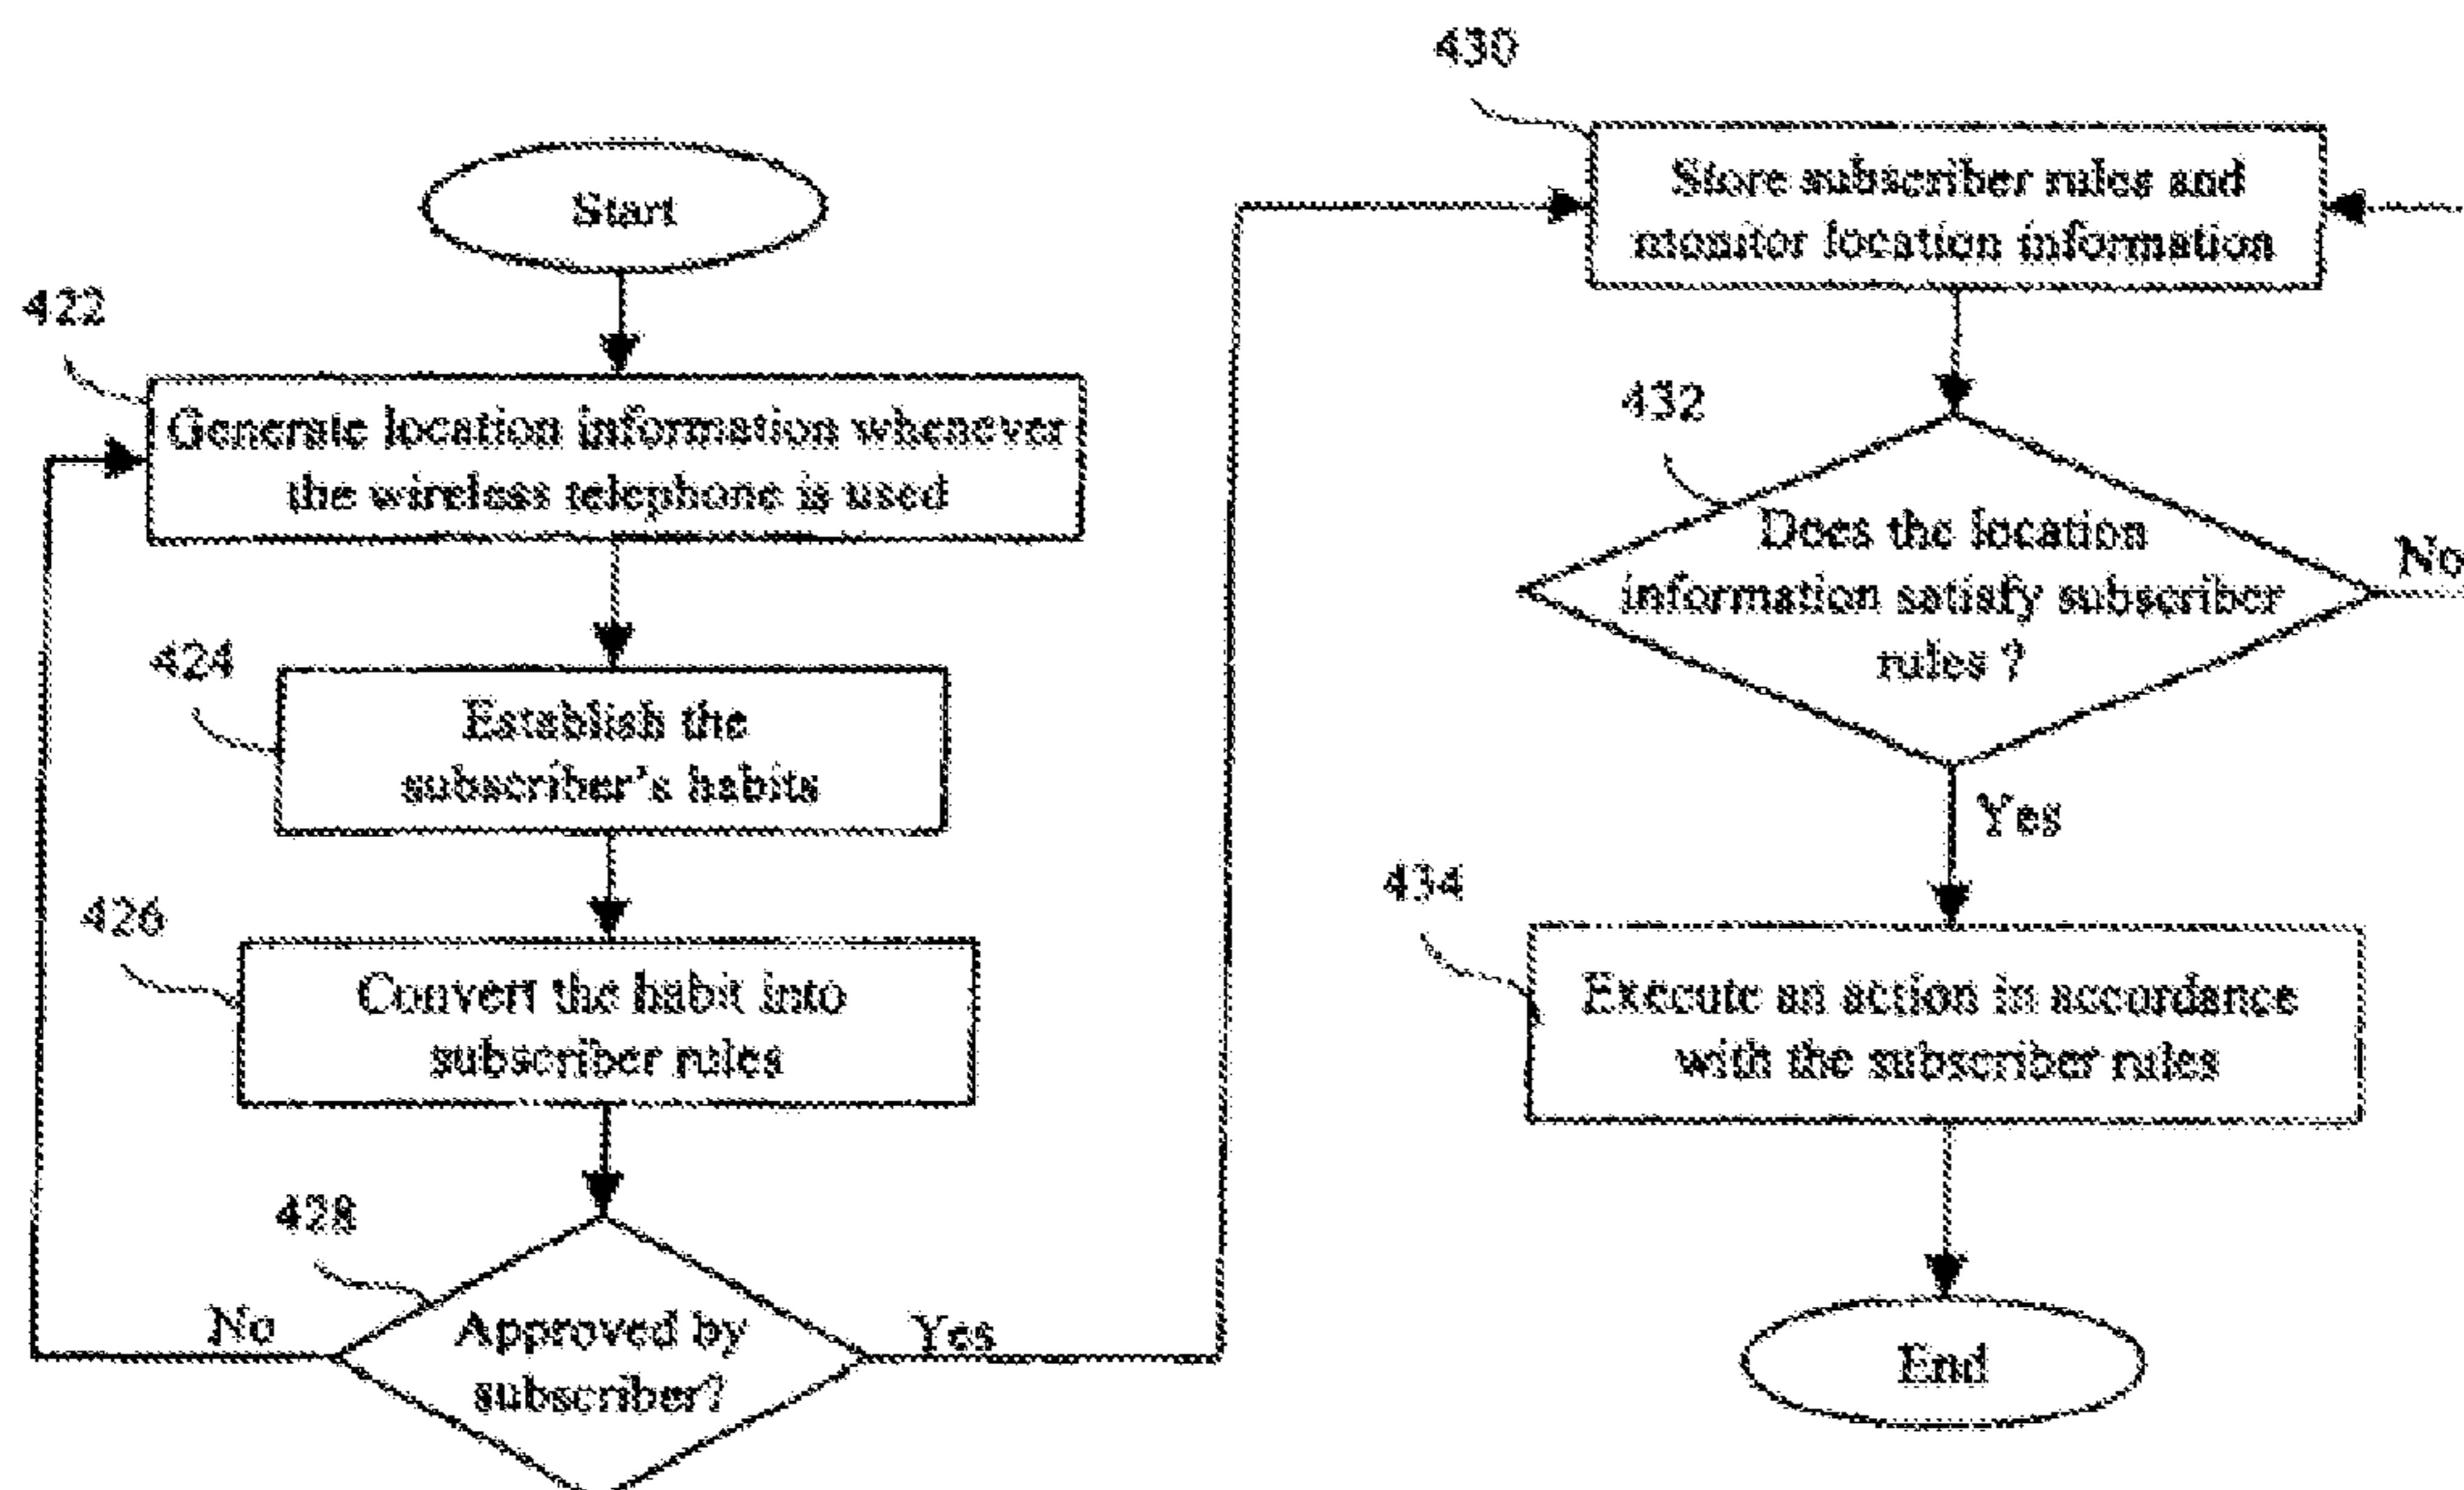 Start
422
Generate location information whenever
the wireless telephone is used
424
Establish the
subscriber's habits
426
Convert the habit into
subscriber rules
428
Approved by
subscriber?
No
Yes
430
Store subscriber rules and
monitor location information
432
Does the location
information satisfy subscriber
rules ?
No
Yes
434
Execute an action in accordance
with the subscriber rules
End